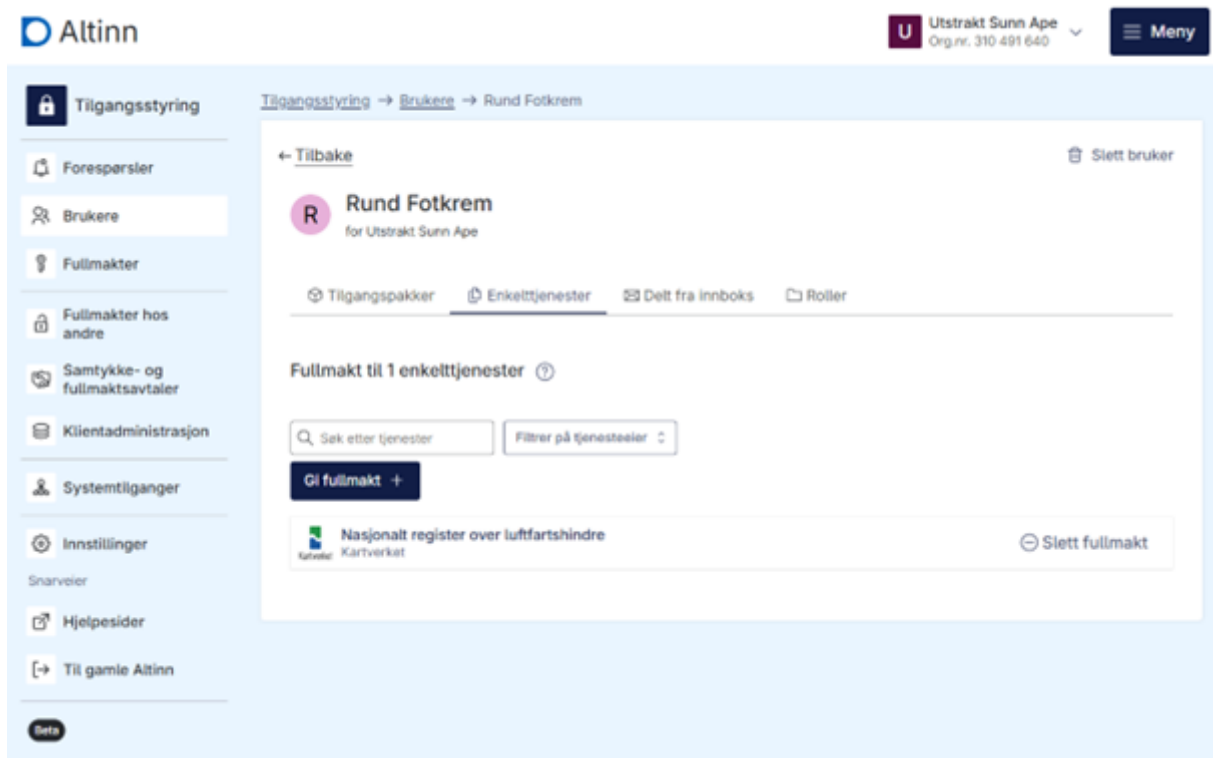 Altinn
U
Utstrakt Sunn Ape
Org.nr. 310 491 640
Meny
Tilgangsstyring
Forespørsler
Brukere
Fullmakter
Fullmakter hos
andre
Samtykke- og
fullmaktsavtaler
Klientadministrasjon
Systemtilganger
Innstillinger
Snarveier
Hjelpesider
Til gamle Altinn
Beta
Tilgangsstyring → Brukere → Rund Fotkrem
← Tilbake
Slett bruker
R
Rund Fotkrem
for Utstrakt Sunn Ape
Tilgangspakker
Enkelttjenester
Delt fra innboks
Roller
Fullmakt til 1 enkelttjenester
Søk etter tjenester
Filtrer på tjenesteeier
Gi fullmakt +
Kartverket
Nasjonalt register over luftfartshindre
Kartverket
Slett fullmakt